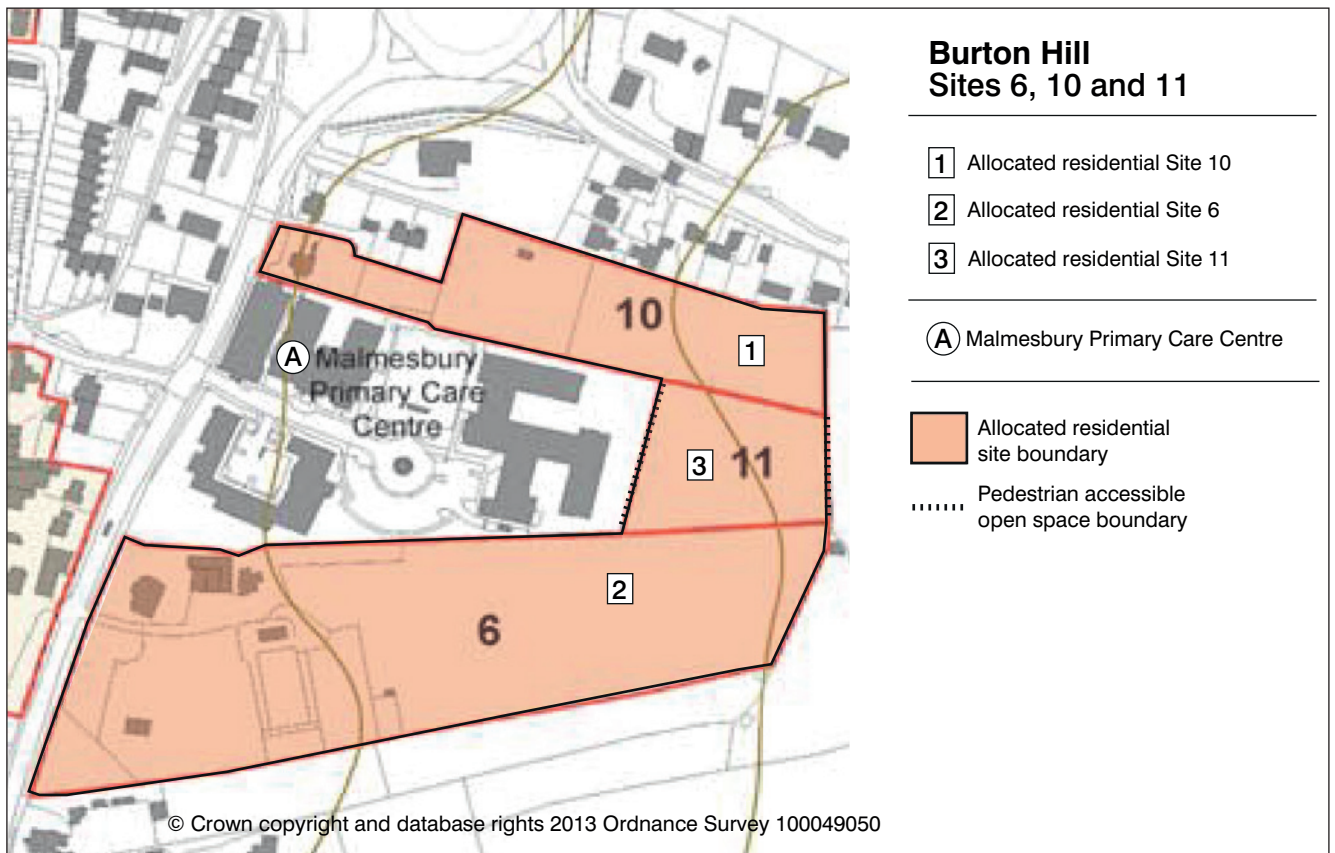 Burton Hill
Sites 6, 10 and 11
1 Allocated residential Site 10
2 Allocated residential Site 6
3 Allocated residential Site 11
A Malmesbury Primary Care Centre
Allocated residential
site boundary
Pedestrian accessible
open space boundary
10
1
A Malmesbury
Primary Care
Centre
3 11
2
6
© Crown copyright and database rights 2013 Ordnance Survey 100049050